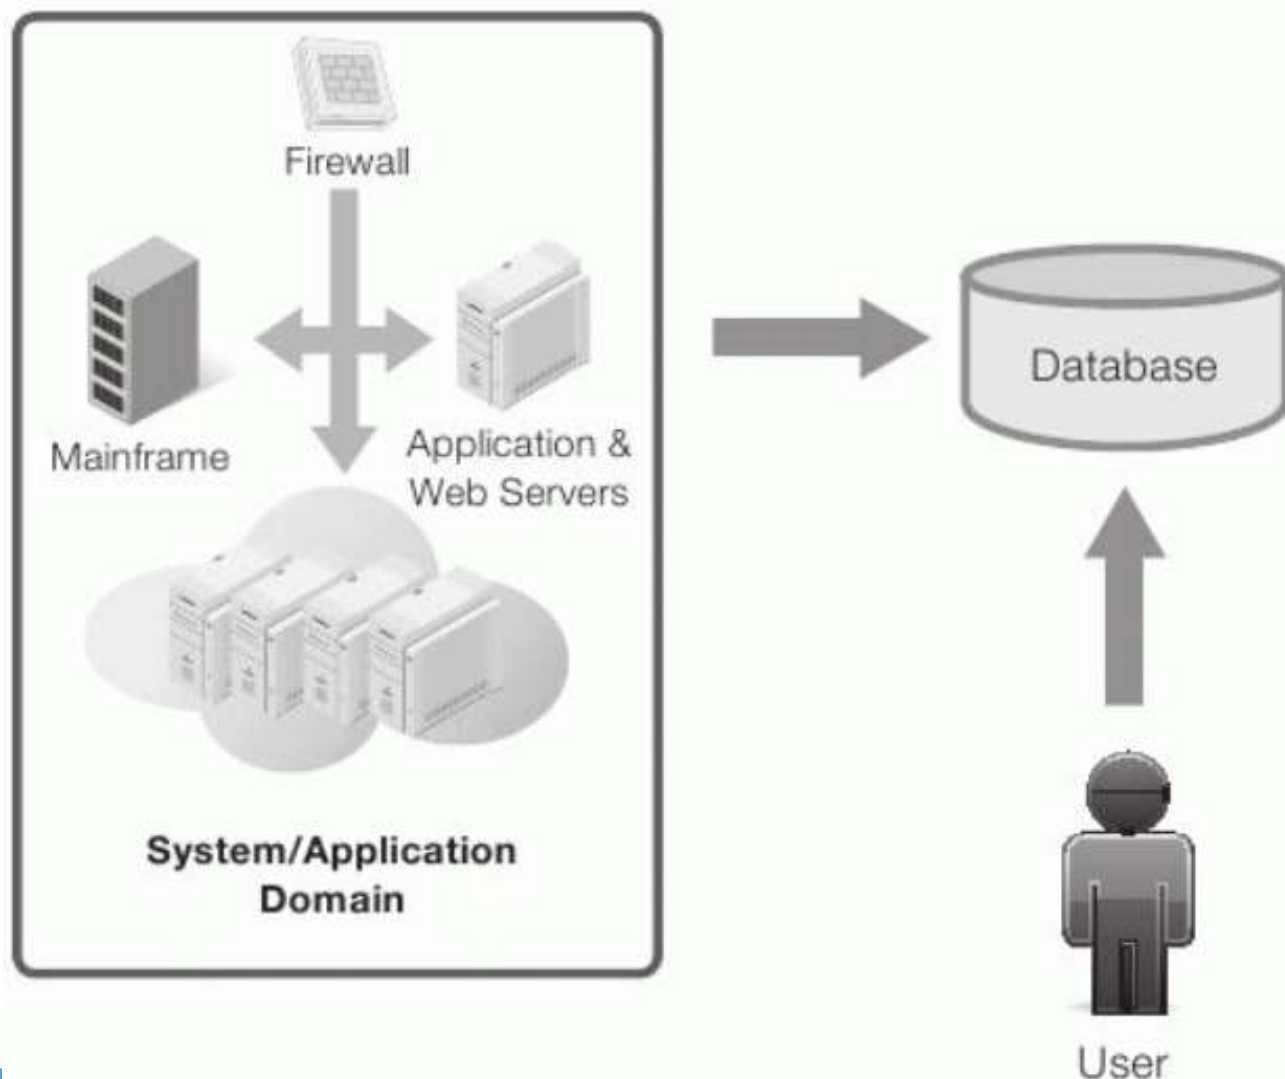 Firewall
Mainframe
Application &
Web Servers
System/Application
Domain
Database
User